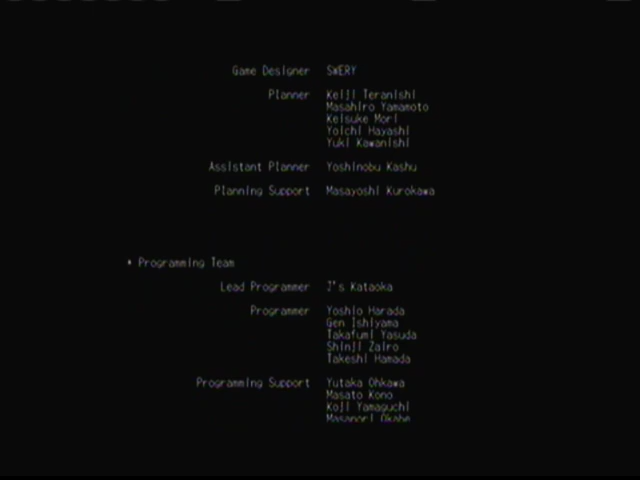 Game Designer SWERY
Planner Keiji Teranishi
Masahiro Yamamoto
Keisuke Mori
Yoichi Hayashi
Yuki Kawanishi
Assistant Planner Yoshinobu Kashu
Planning Support Masayoshi Kurokawa
* Programming Team
Lead Programmer J's Kataoka
Programmer Yoshio Harada
Gen Ishiyama
Takafumi Yasuda
Shinji Zairo
Takeshi Hamada
Programming Support Yutaka Ohkawa
Masato Kono
Koji Yamaguchi
Masanori Okabe